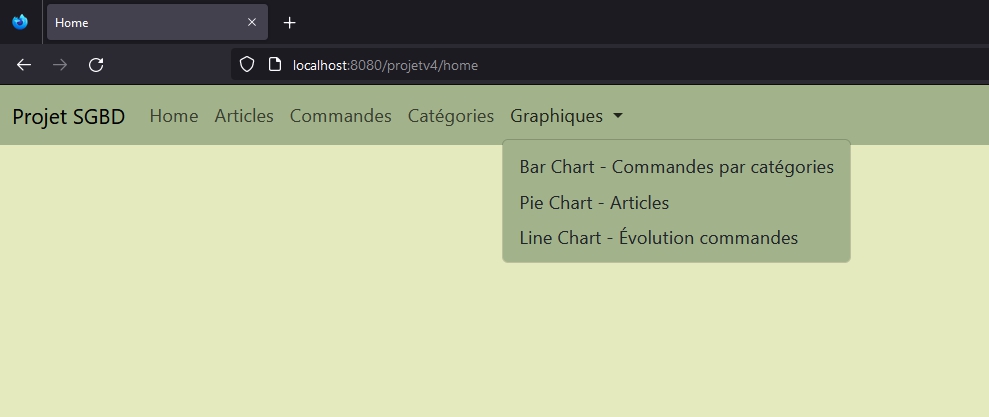 Home
localhost:8080/projetv4/home
Projet SGBD Home Articles Commandes Catégories Graphiques
Bar Chart - Commandes par catégories
Pie Chart - Articles
Line Chart - Évolution commandes